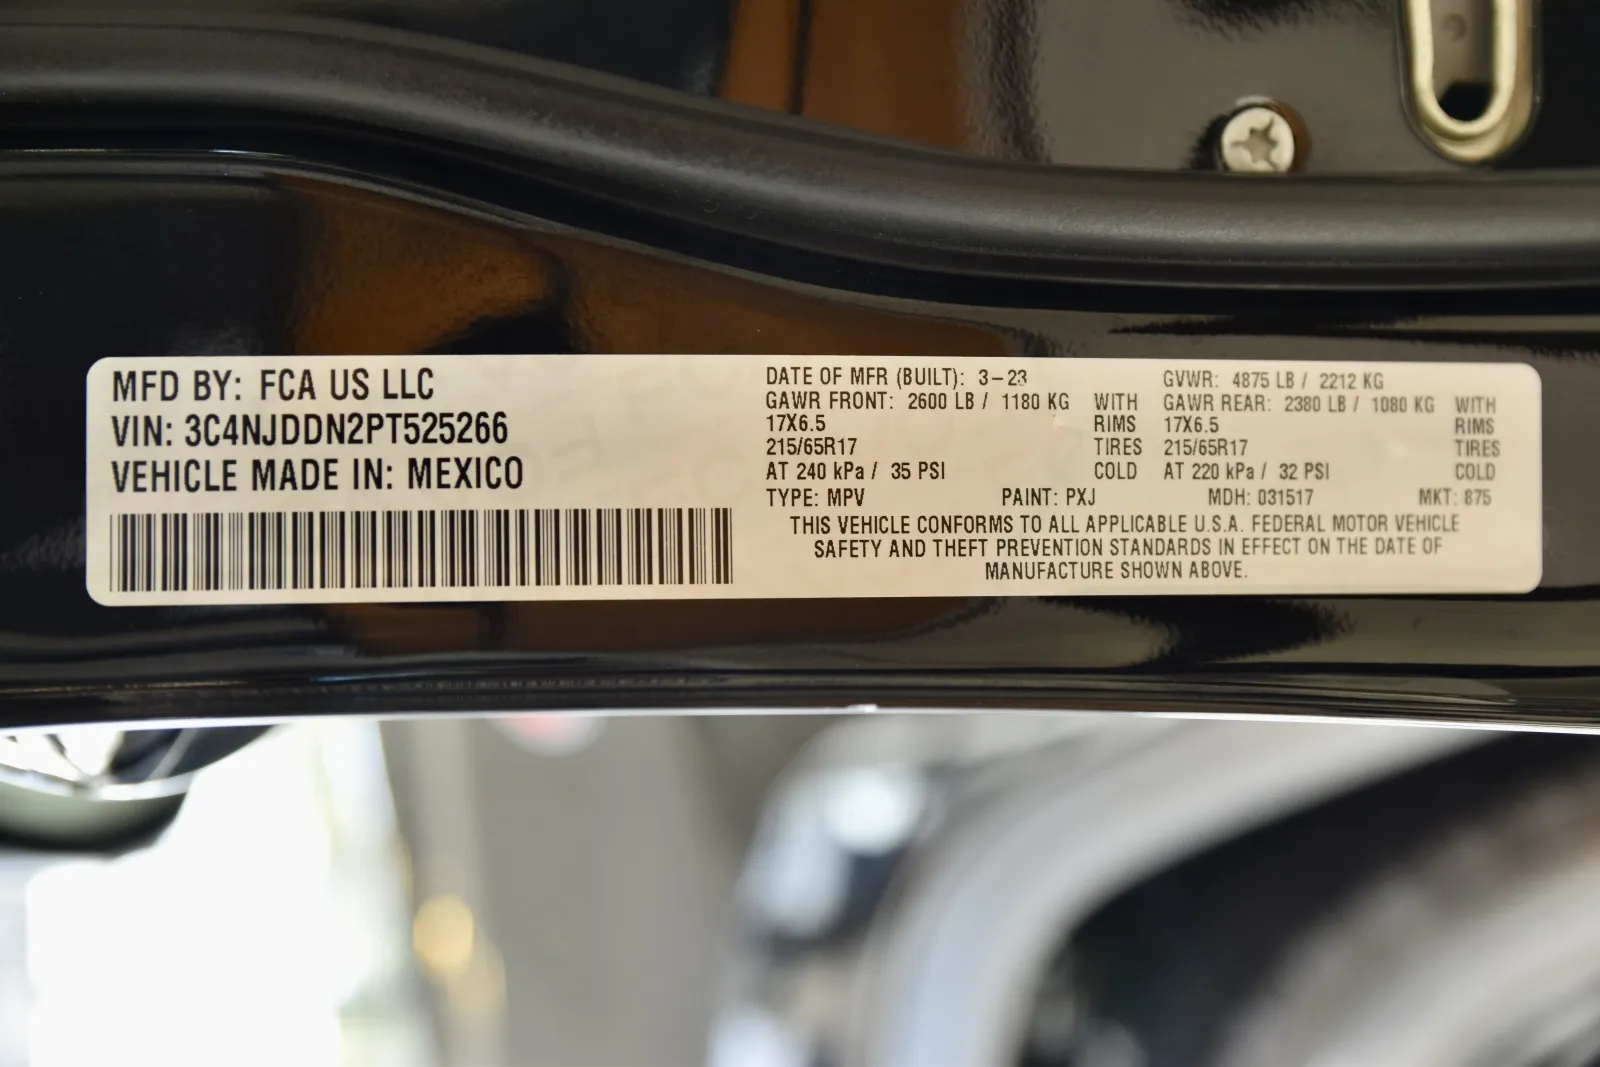 MFD BY: FCA US LLC
VIN: 3C4NJDDN2PT525266
VEHICLE MADE IN: MEXICO
DATE OF MFR (BUILT): 3-23 GVWR: 4875 LB / 2212 KG
GAWR FRONT: 2600 LB / 1180 KG WITH GAWR REAR: 2380 LB / 1080 KG WITH
17X6.5 RIMS 17X6.5 RIMS
215/65R17 TIRES 215/65R17 TIRES
AT 240 kPa / 35 PSI COLD AT 220 kPa / 32 PSI COLD
TYPE: MPV PAINT: PXJ MDH: 031517 MKT: 875
THIS VEHICLE CONFORMS TO ALL APPLICABLE U.S.A. FEDERAL MOTOR VEHICLE
SAFETY AND THEFT PREVENTION STANDARDS IN EFFECT ON THE DATE OF
MANUFACTURE SHOWN ABOVE.